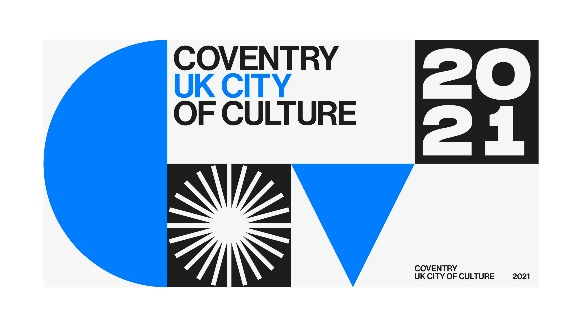 COVENTRY
UK CITY
OF CULTURE
20
21
COVENTRY
UK CITY OF CULTURE 2021